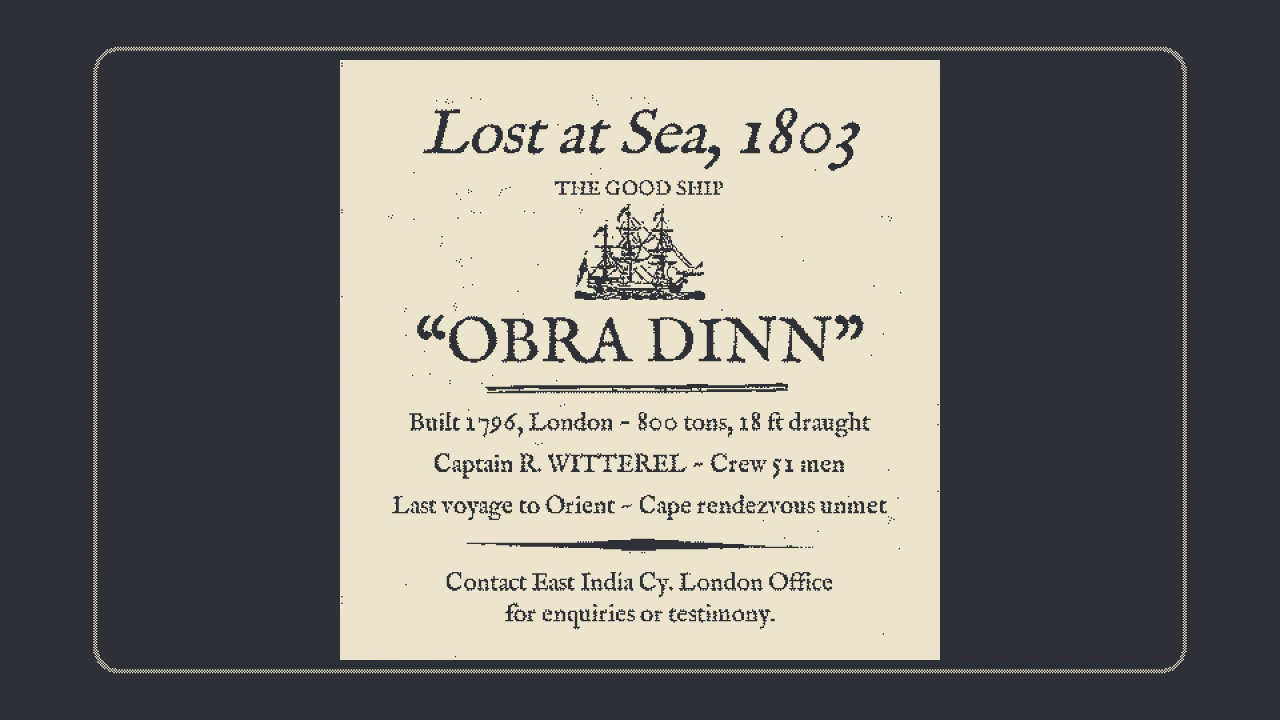 Lost at Sea, 1803
THE GOOD SHIP
“OBRA DINN”
Built 1796, London ~ 800 tons, 18 ft draught
Captain R. WITTEREL ~ Crew 51 men
Last voyage to Orient ~ Cape rendezvous unmet
Contact East India Cy. London Office
for enquiries or testimony.